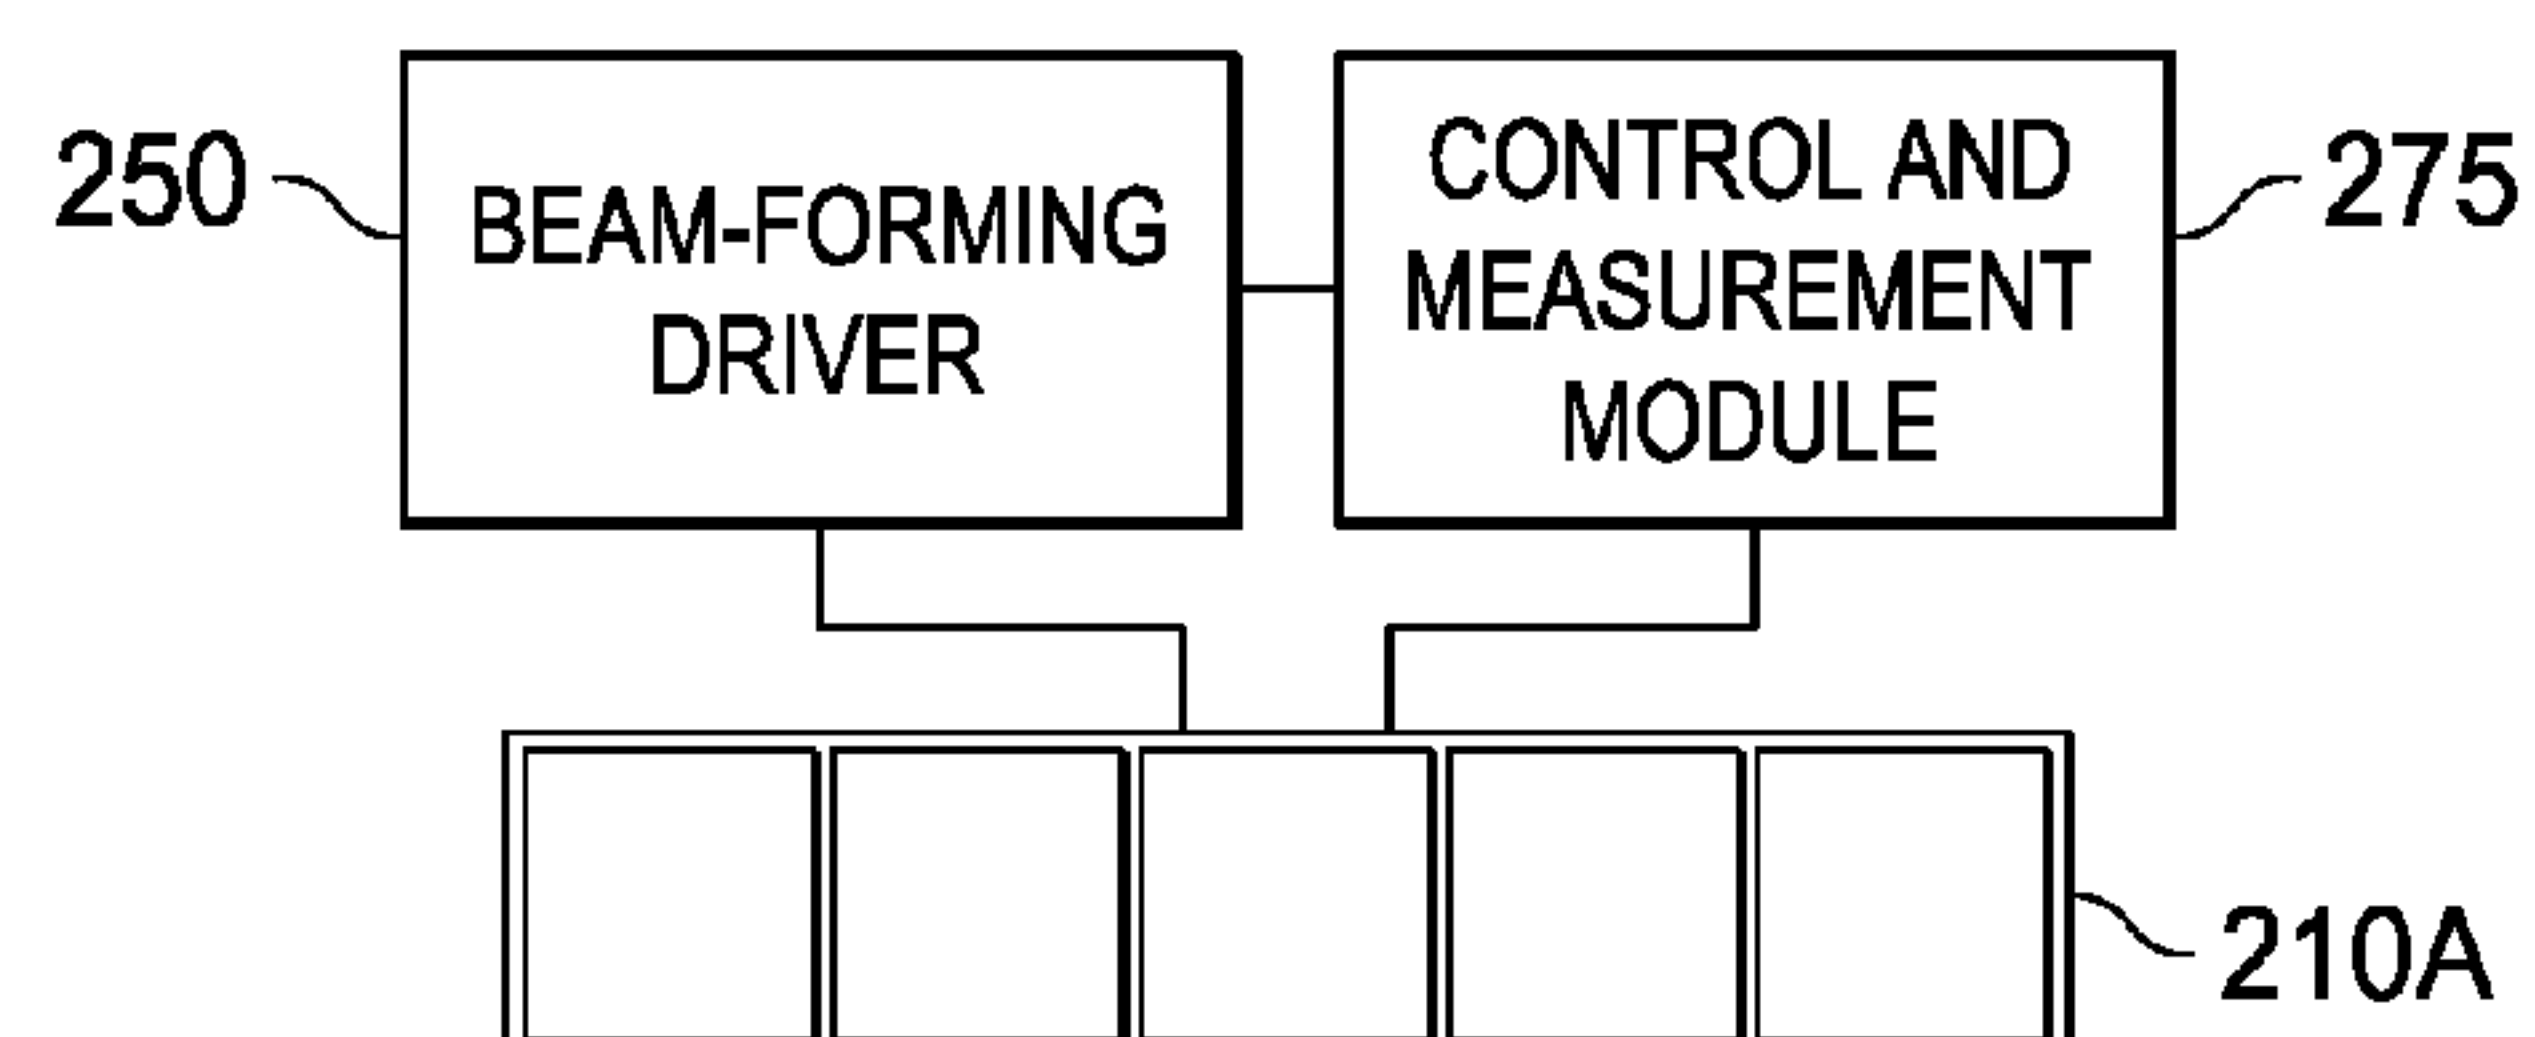 250
BEAM-FORMING
DRIVER
CONTROL AND
MEASUREMENT
MODULE
275
210A